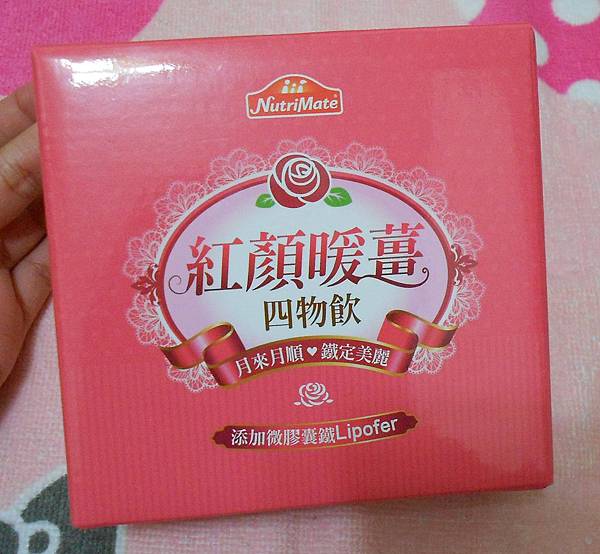 NutriMate
紅顏暖薑
四物飲
月來月順♥鐵定美麗
添加微膠囊鐵Lipofer